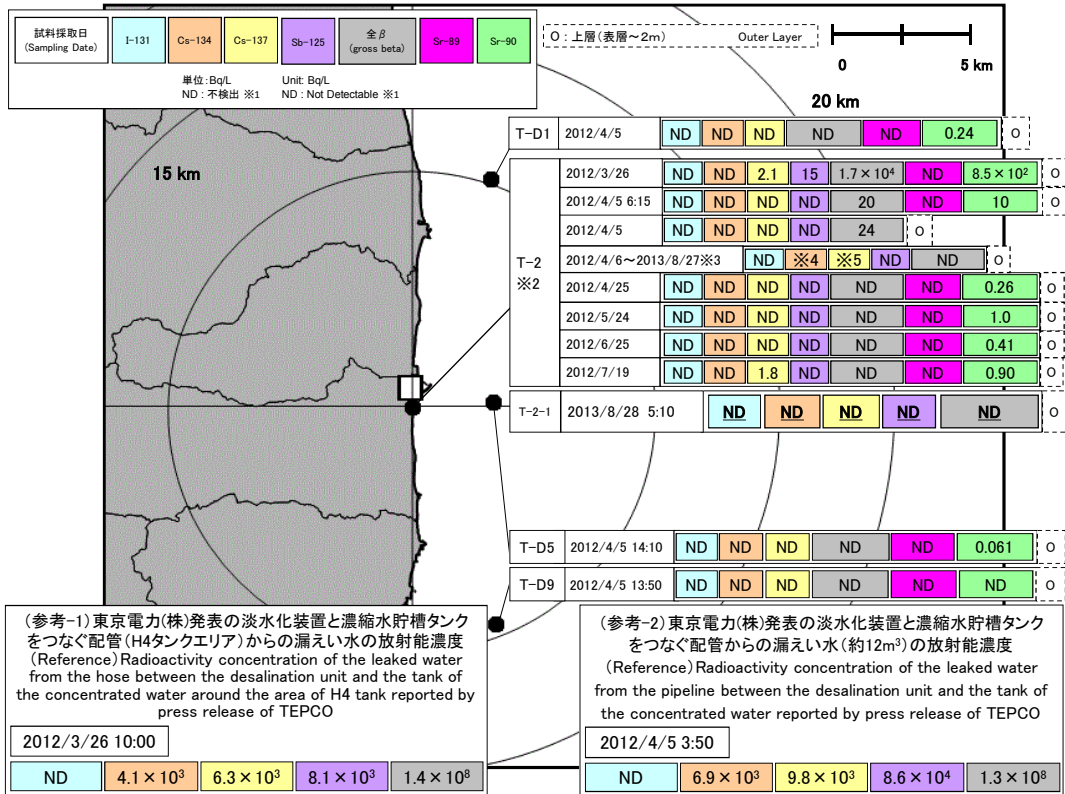 試料採取日
(Sampling Date)
I-131
Cs-134
Cs-137
Sb-125
全β
(gross beta)
Sr-89
Sr-90
単位:Bq/L Unit: Bq/L
ND : 不検出 ※1 ND : Not Detectable ※1
O : 上層(表層～2m) Outer Layer
0 5 km
20 km
15 km
T-D1 2012/4/5 ND ND ND ND ND 0.24 O
T-2
※2
2012/3/26 ND ND 2.1 15 1.7×10⁴ ND 8.5×10² O
2012/4/5 6:15 ND ND ND ND 20 ND 10 O
2012/4/5 ND ND ND ND 24 O
2012/4/6～2013/8/27※3 ND ※4 ※5 ND ND O
2012/4/25 ND ND ND ND ND ND 0.26 O
2012/5/24 ND ND ND ND ND ND 1.0 O
2012/6/25 ND ND ND ND ND ND 0.41 O
2012/7/19 ND ND 1.8 ND ND ND 0.90 O
T-2-1 2013/8/28 5:10 ND ND ND ND ND O
T-D5 2012/4/5 14:10 ND ND ND ND ND 0.061 O
T-D9 2012/4/5 13:50 ND ND ND ND ND ND O
(参考-1)東京電力(株)発表の淡水化装置と濃縮水貯槽タンク
をつなぐ配管(H4タンクエリア)からの漏えい水の放射能濃度
(Reference) Radioactivity concentration of the leaked water
from the hose between the desalination unit and the tank of
the concentrated water around the area of H4 tank reported by
press release of TEPCO
2012/3/26 10:00
ND 4.1×10³ 6.3×10³ 8.1×10³ 1.4×10⁸
(参考-2)東京電力(株)発表の淡水化装置と濃縮水貯槽タンク
をつなぐ配管からの漏えい水(約12m³)の放射能濃度
(Reference) Radioactivity concentration of the leaked water
from the pipeline between the desalination unit and the tank of
the concentrated water reported by press release of TEPCO
2012/4/5 3:50
ND 6.9×10³ 9.8×10³ 8.6×10⁴ 1.3×10⁸